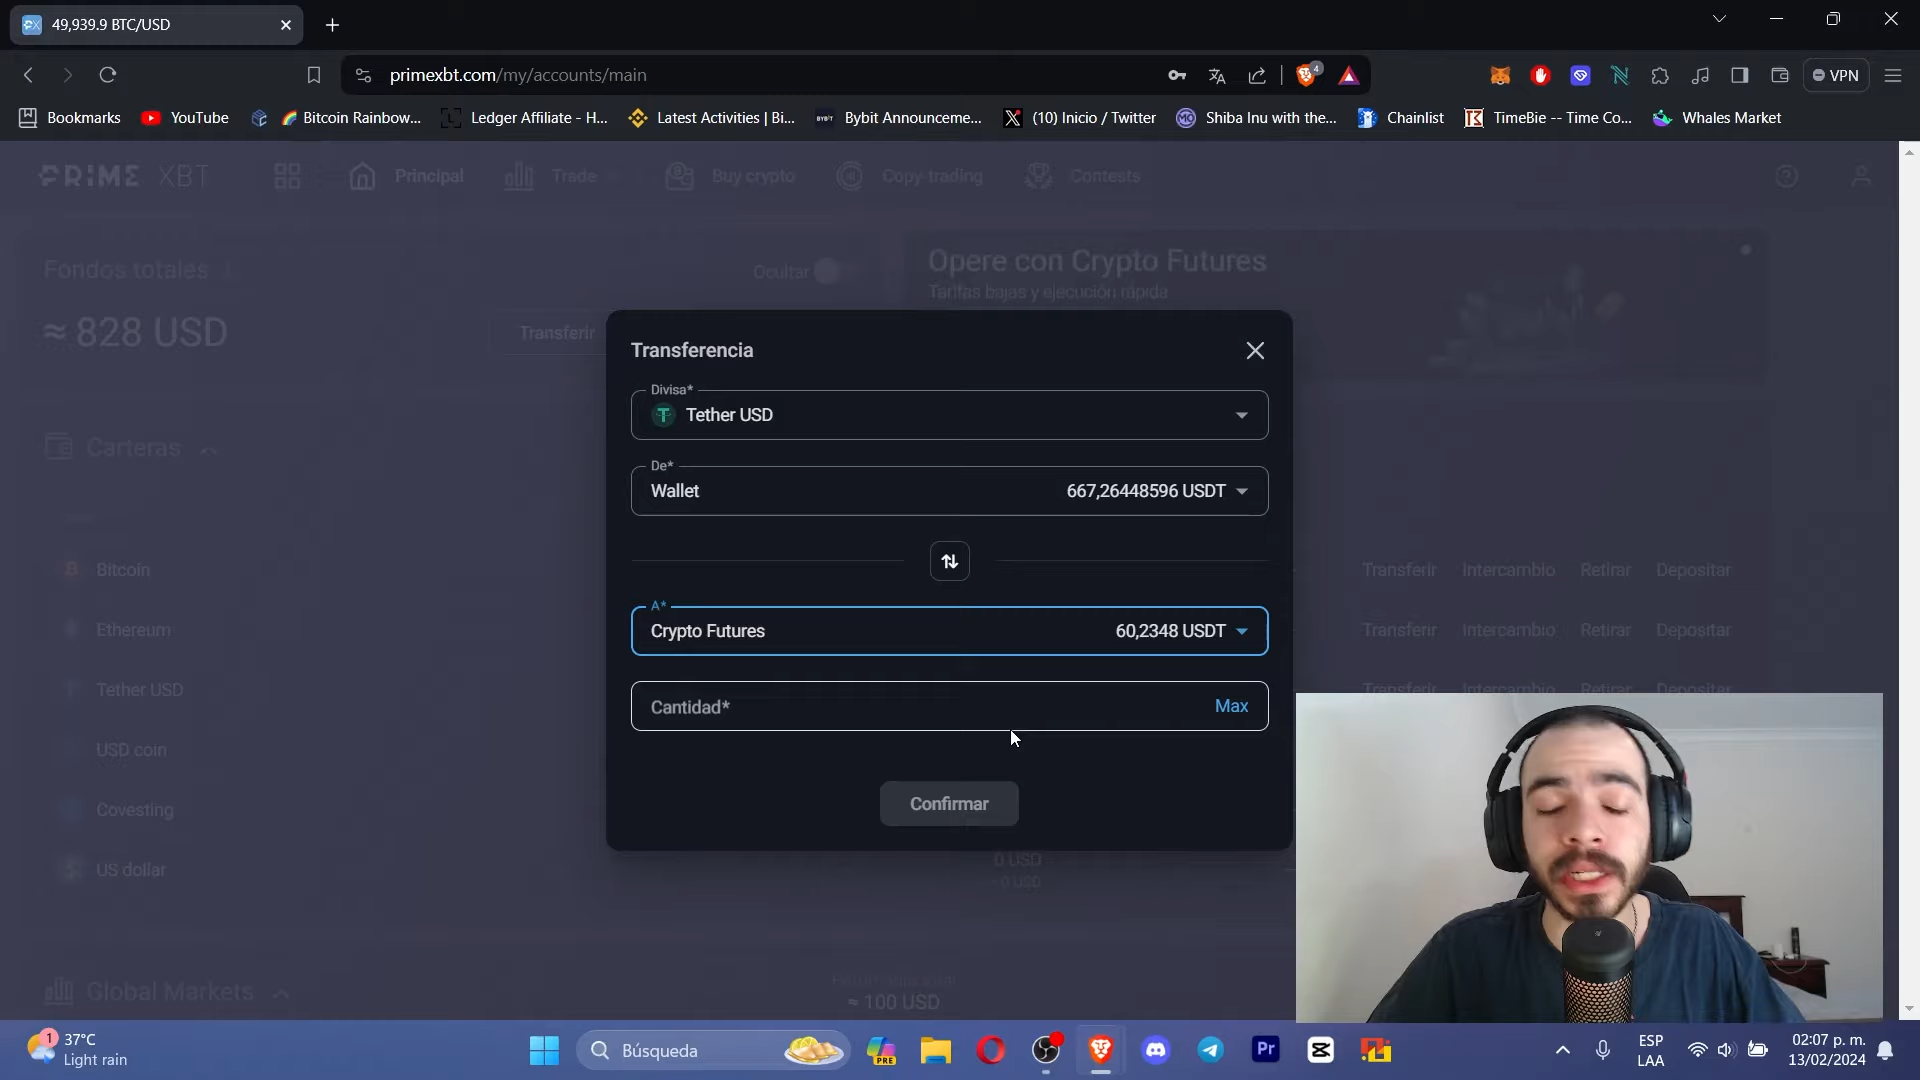 49,939.9 BTC/USD
primexbt.com/my/accounts/main
4
VPN
Bookmarks
YouTube
Bitcoin Rainbow...
Ledger Affiliate - H...
Latest Activities | Bi...
Bybit Announceme...
(10) Inicio / Twitter
Shiba Inu with the...
Chainlist
TimeBie -- Time Co...
Whales Market
PRIME XBT
Principal
Trade
Buy crypto
Copy-trading
Contests
Fondos totales
Ocultar
≈ 828 USD
Transferir
Opere con Crypto Futures
Tarifas bajas y ejecución rápida
Transferencia
Divisa*
Tether USD
De*
Wallet
667,26448596 USDT
A*
Crypto Futures
60,2348 USDT
Cantidad*
Max
Confirmar
Carteras
Bitcoin
Transferir Intercambio Retirar Depositar
Ethereum
Transferir Intercambio Retirar Depositar
Tether USD
Transferir Intercambio Retirar Depositar
USD coin
Covesting
US dollar
0 USD
0 USD
Global Markets
≈ 100 USD
1
37°C
Light rain
Búsqueda
PRE
Pr
ESP
LAA
02:07 p. m.
13/02/2024